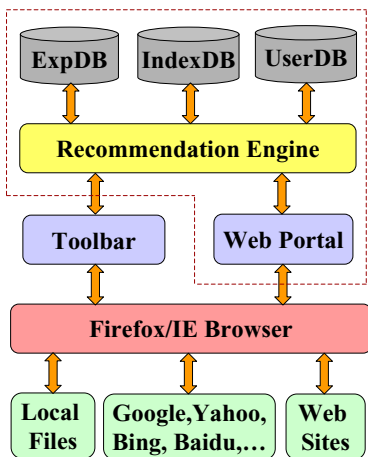 ExpDB
IndexDB
UserDB
Recommendation Engine
Toolbar
Web Portal
Firefox/IE Browser
Local
Files
Google,Yahoo,
Bing, Baidu,...
Web
Sites